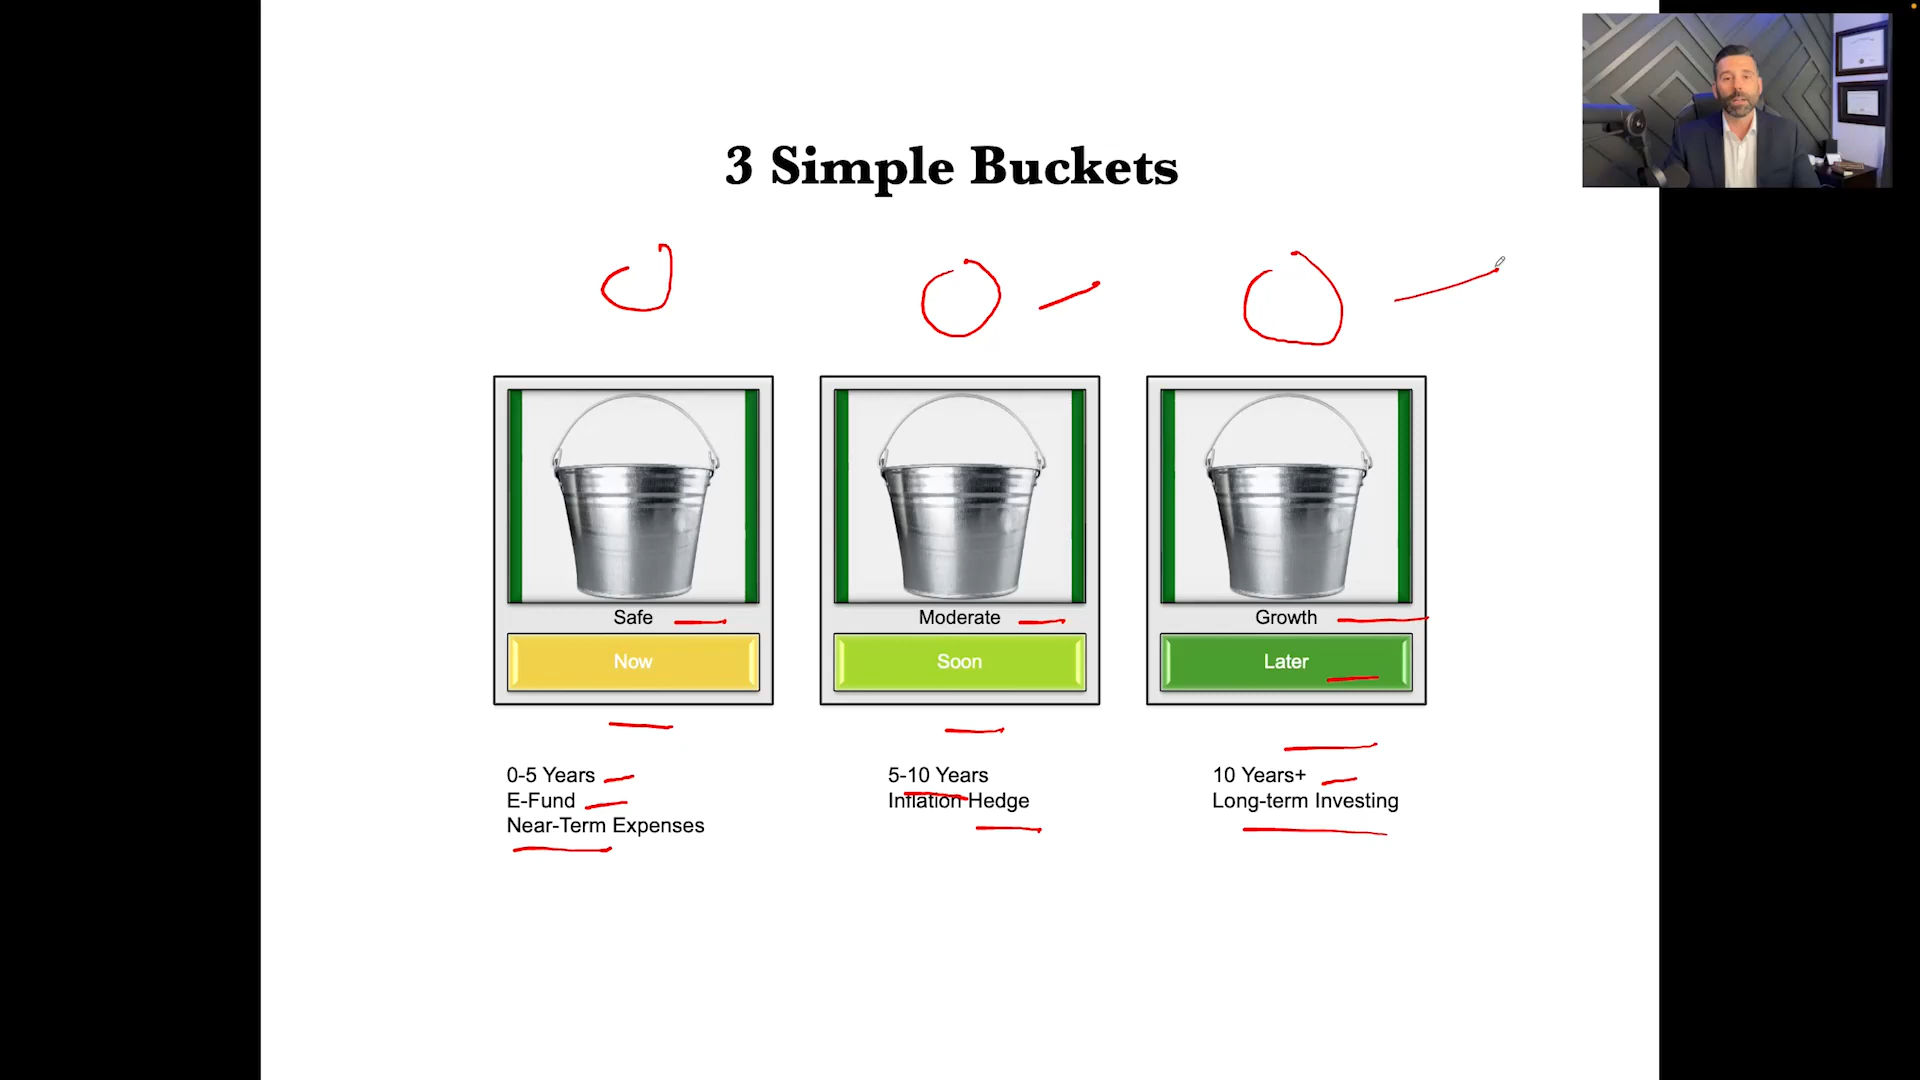 3 Simple Buckets
Safe
Now
0-5 Years
E-Fund
Near-Term Expenses
Moderate
Soon
5-10 Years
Inflation Hedge
Growth
Later
10 Years+
Long-term Investing